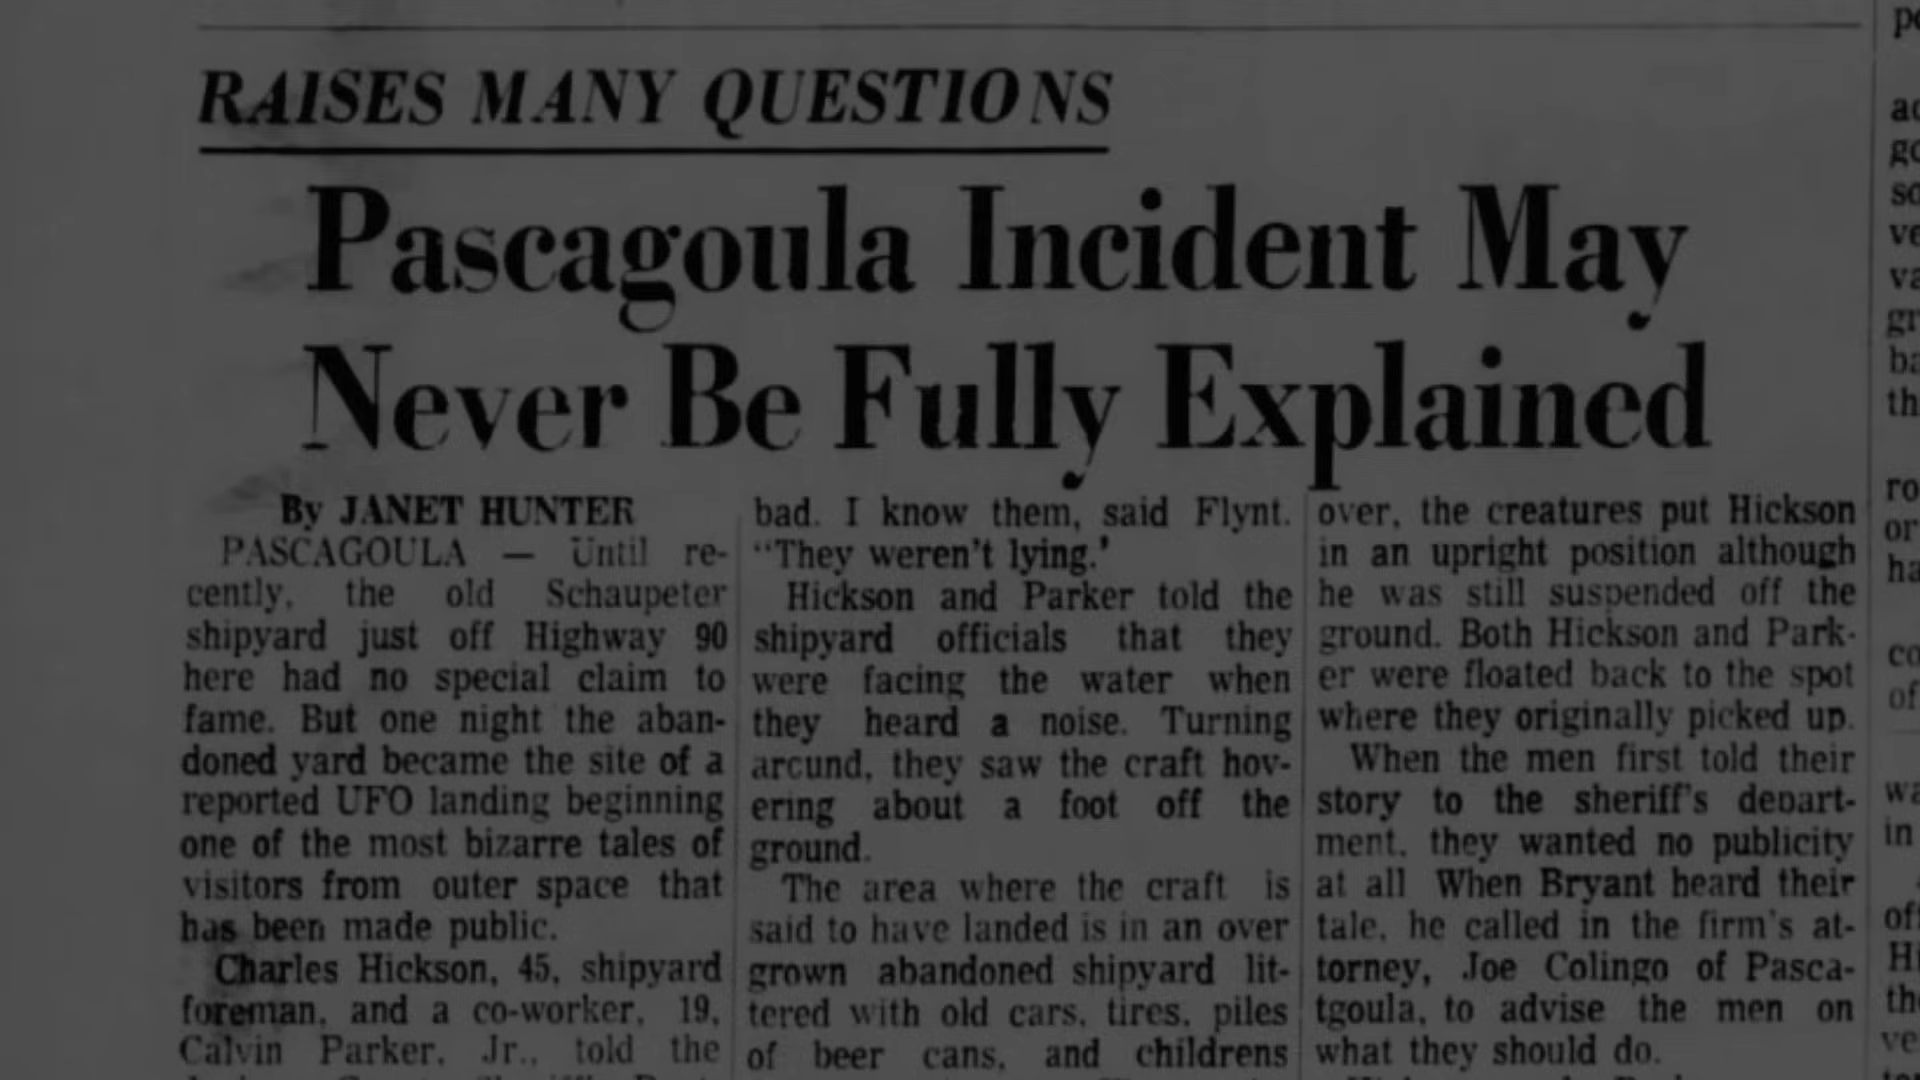 RAISES MANY QUESTIONS
Pascagoula Incident May
Never Be Fully Explained
By JANET HUNTER
PASCAGOULA — Until re-
cently, the old Schaupeter
shipyard just off Highway 90
here had no special claim to
fame. But one night the aban-
doned yard became the site of a
reported UFO landing beginning
one of the most bizarre tales of
visitors from outer space that
has been made public.
Charles Hickson, 45, shipyard
foreman, and a co-worker, 19,
Calvin Parker, Jr., told the
bad. I know them, said Flynt.
“They weren't lying.'
Hickson and Parker told the
shipyard officials that they
were facing the water when
they heard a noise. Turning
arcund, they saw the craft hov-
ering about a foot off the
ground.
The area where the craft is
said to have landed is in an over
grown abandoned shipyard lit-
tered with old cars, tires, piles
of beer cans, and childrens
over, the creatures put Hickson
in an upright position although
he was still suspended off the
ground. Both Hickson and Park-
er were floated back to the spot
where they originally picked up.
When the men first told their
story to the sheriff's depart-
ment, they wanted no publicity
at all When Bryant heard their
tale, he called in the firm's at-
torney, Joe Colingo of Pasca-
tgoula, to advise the men on
what they should do.